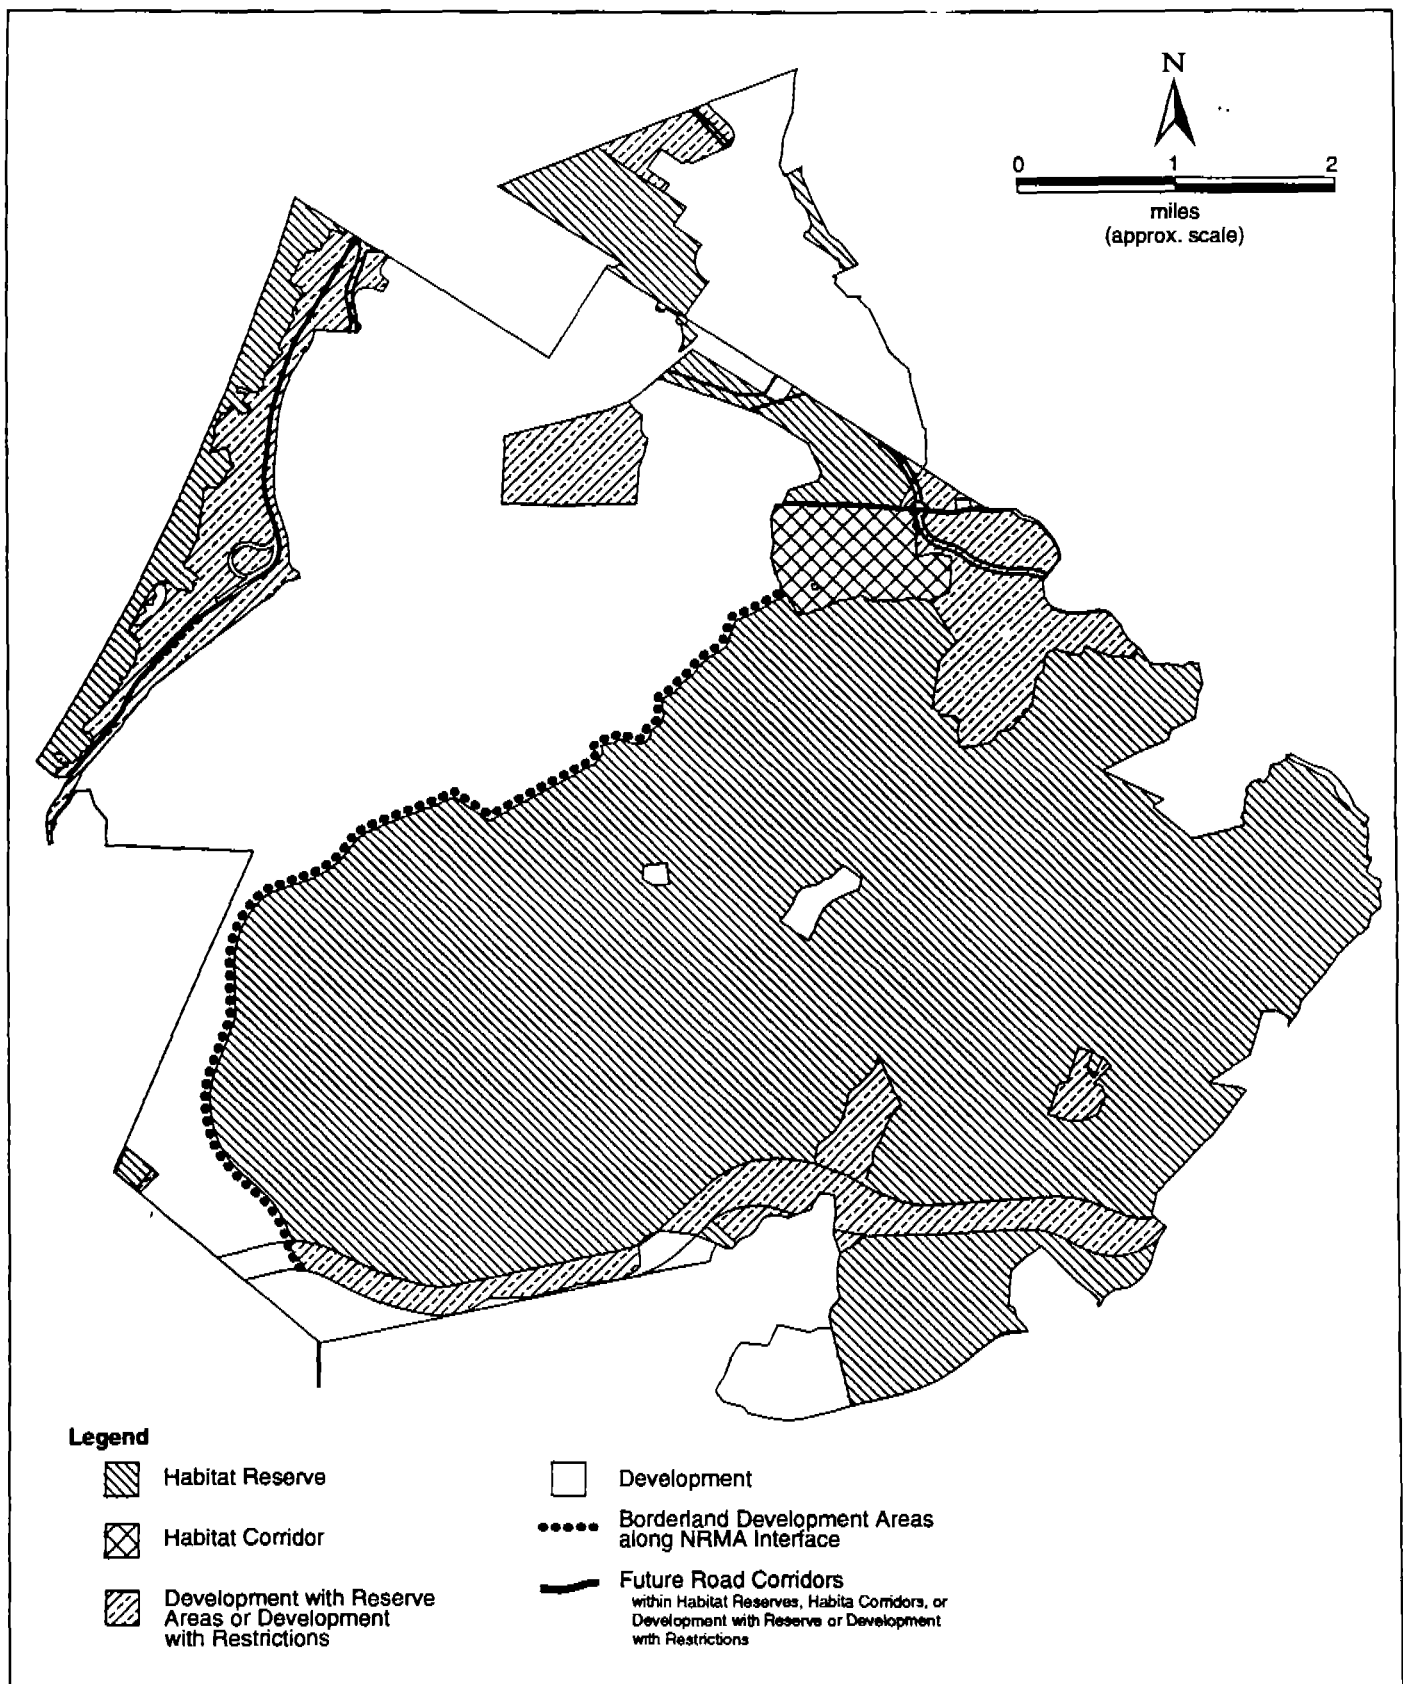 N
0 1 2
miles
(approx. scale)
Legend
Habitat Reserve
Habitat Corridor
Development with Reserve
Areas or Development
with Restrictions
Development
Borderland Development Areas
along NRMA Interface
Future Road Corridors
within Habitat Reserves, Habita Corridors, or
Development with Reserve or Development
with Restrictions